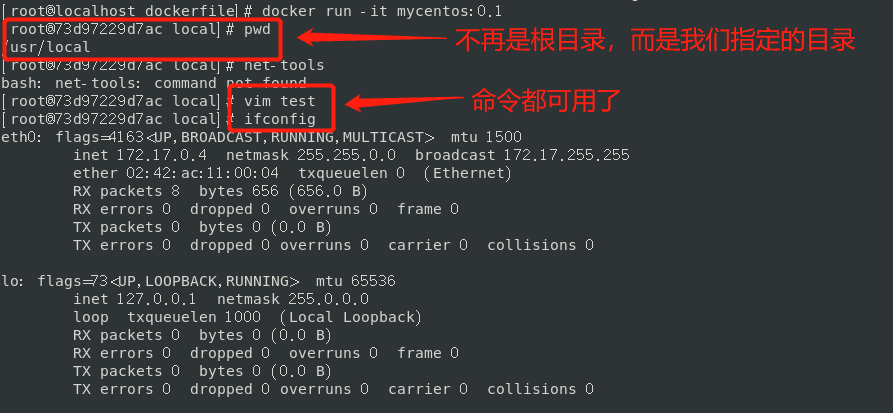 [root@localhost dockerfile]# docker run -it mycentos:0.1
[root@73d97229d7ac local]# pwd
/usr/local
不再是根目录，而是我们指定的目录
[root@73d97229d7ac local]# net-tools
bash: net-tools: command not found
[root@73d97229d7ac local]# vim test
命令都可用了
[root@73d97229d7ac local]# ifconfig
eth0: flags=4163<UP,BROADCAST,RUNNING,MULTICAST>  mtu 1500
        inet 172.17.0.4  netmask 255.255.0.0  broadcast 172.17.255.255
        ether 02:42:ac:11:00:04  txqueuelen 0  (Ethernet)
        RX packets 8  bytes 656 (656.0 B)
        RX errors 0  dropped 0  overruns 0  frame 0
        TX packets 0  bytes 0 (0.0 B)
        TX errors 0  dropped 0 overruns 0  carrier 0  collisions 0
lo: flags=73<UP,LOOPBACK,RUNNING>  mtu 65536
        inet 127.0.0.1  netmask 255.0.0.0
        loop  txqueuelen 1000  (Local Loopback)
        RX packets 0  bytes 0 (0.0 B)
        RX errors 0  dropped 0  overruns 0  frame 0
        TX packets 0  bytes 0 (0.0 B)
        TX errors 0  dropped 0 overruns 0  carrier 0  collisions 0